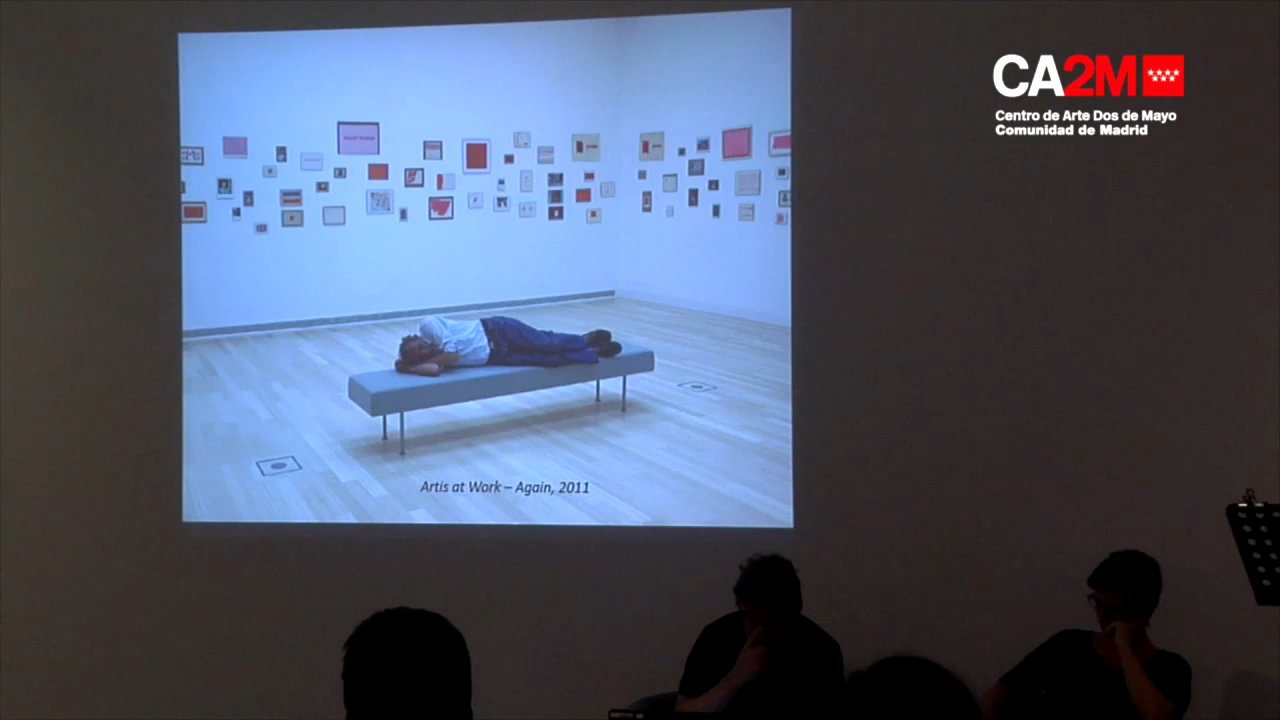 CA2M
Centro de Arte Dos de Mayo
Comunidad de Madrid
Artis at Work – Again, 2011